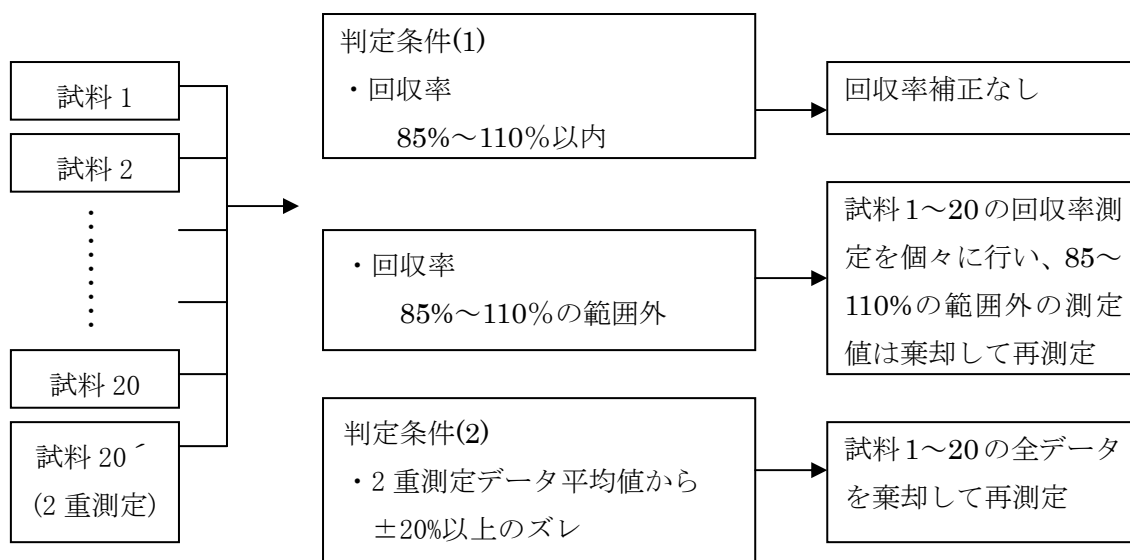 試料 1
試料 2
試料 20
試料 20´
(2 重測定)
判定条件(1)
・回収率
85%～110％以内
・回収率
85%～110％の範囲外
判定条件(2)
・2 重測定データ平均値から
±20%以上のズレ
回収率補正なし
試料 1～20 の回収率測
定を個々に行い、85～
110%の範囲外の測定
値は棄却して再測定
試料 1～20 の全データ
を棄却して再測定